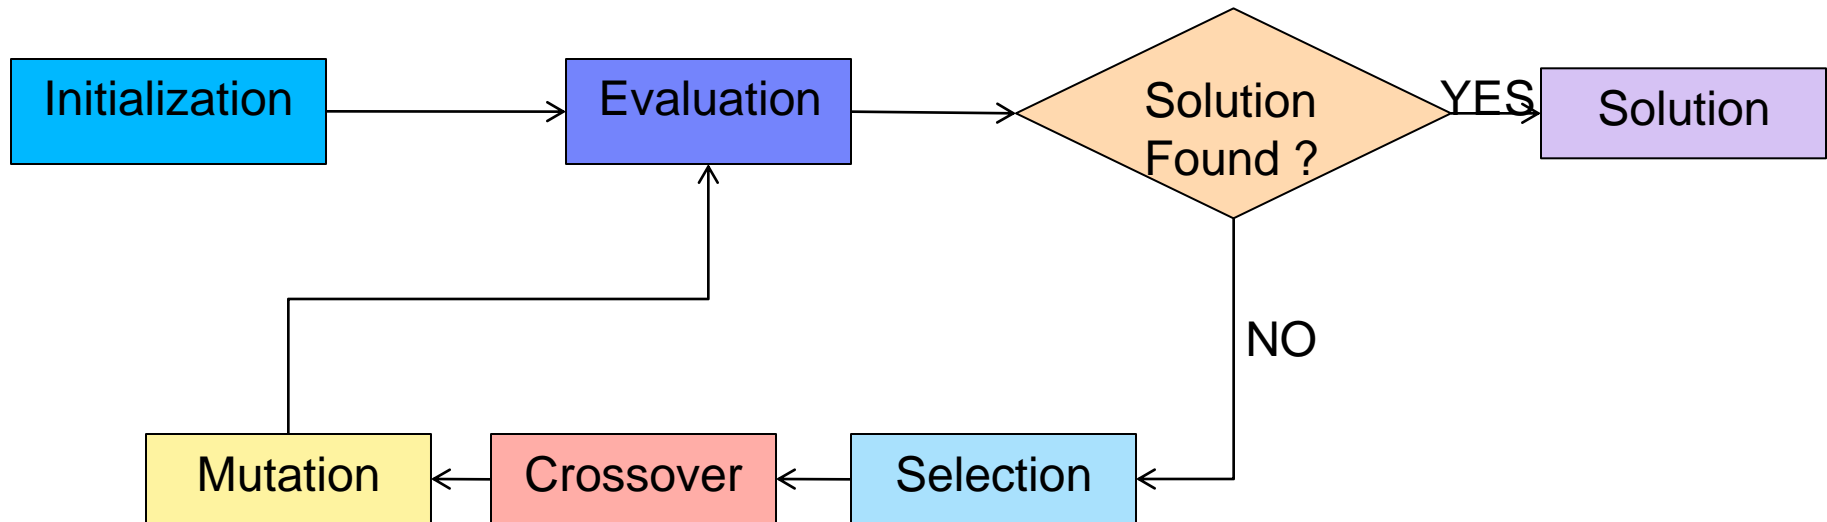 Initialization
Evaluation
Solution
Found ?
YES
Solution
NO
Mutation
Crossover
Selection